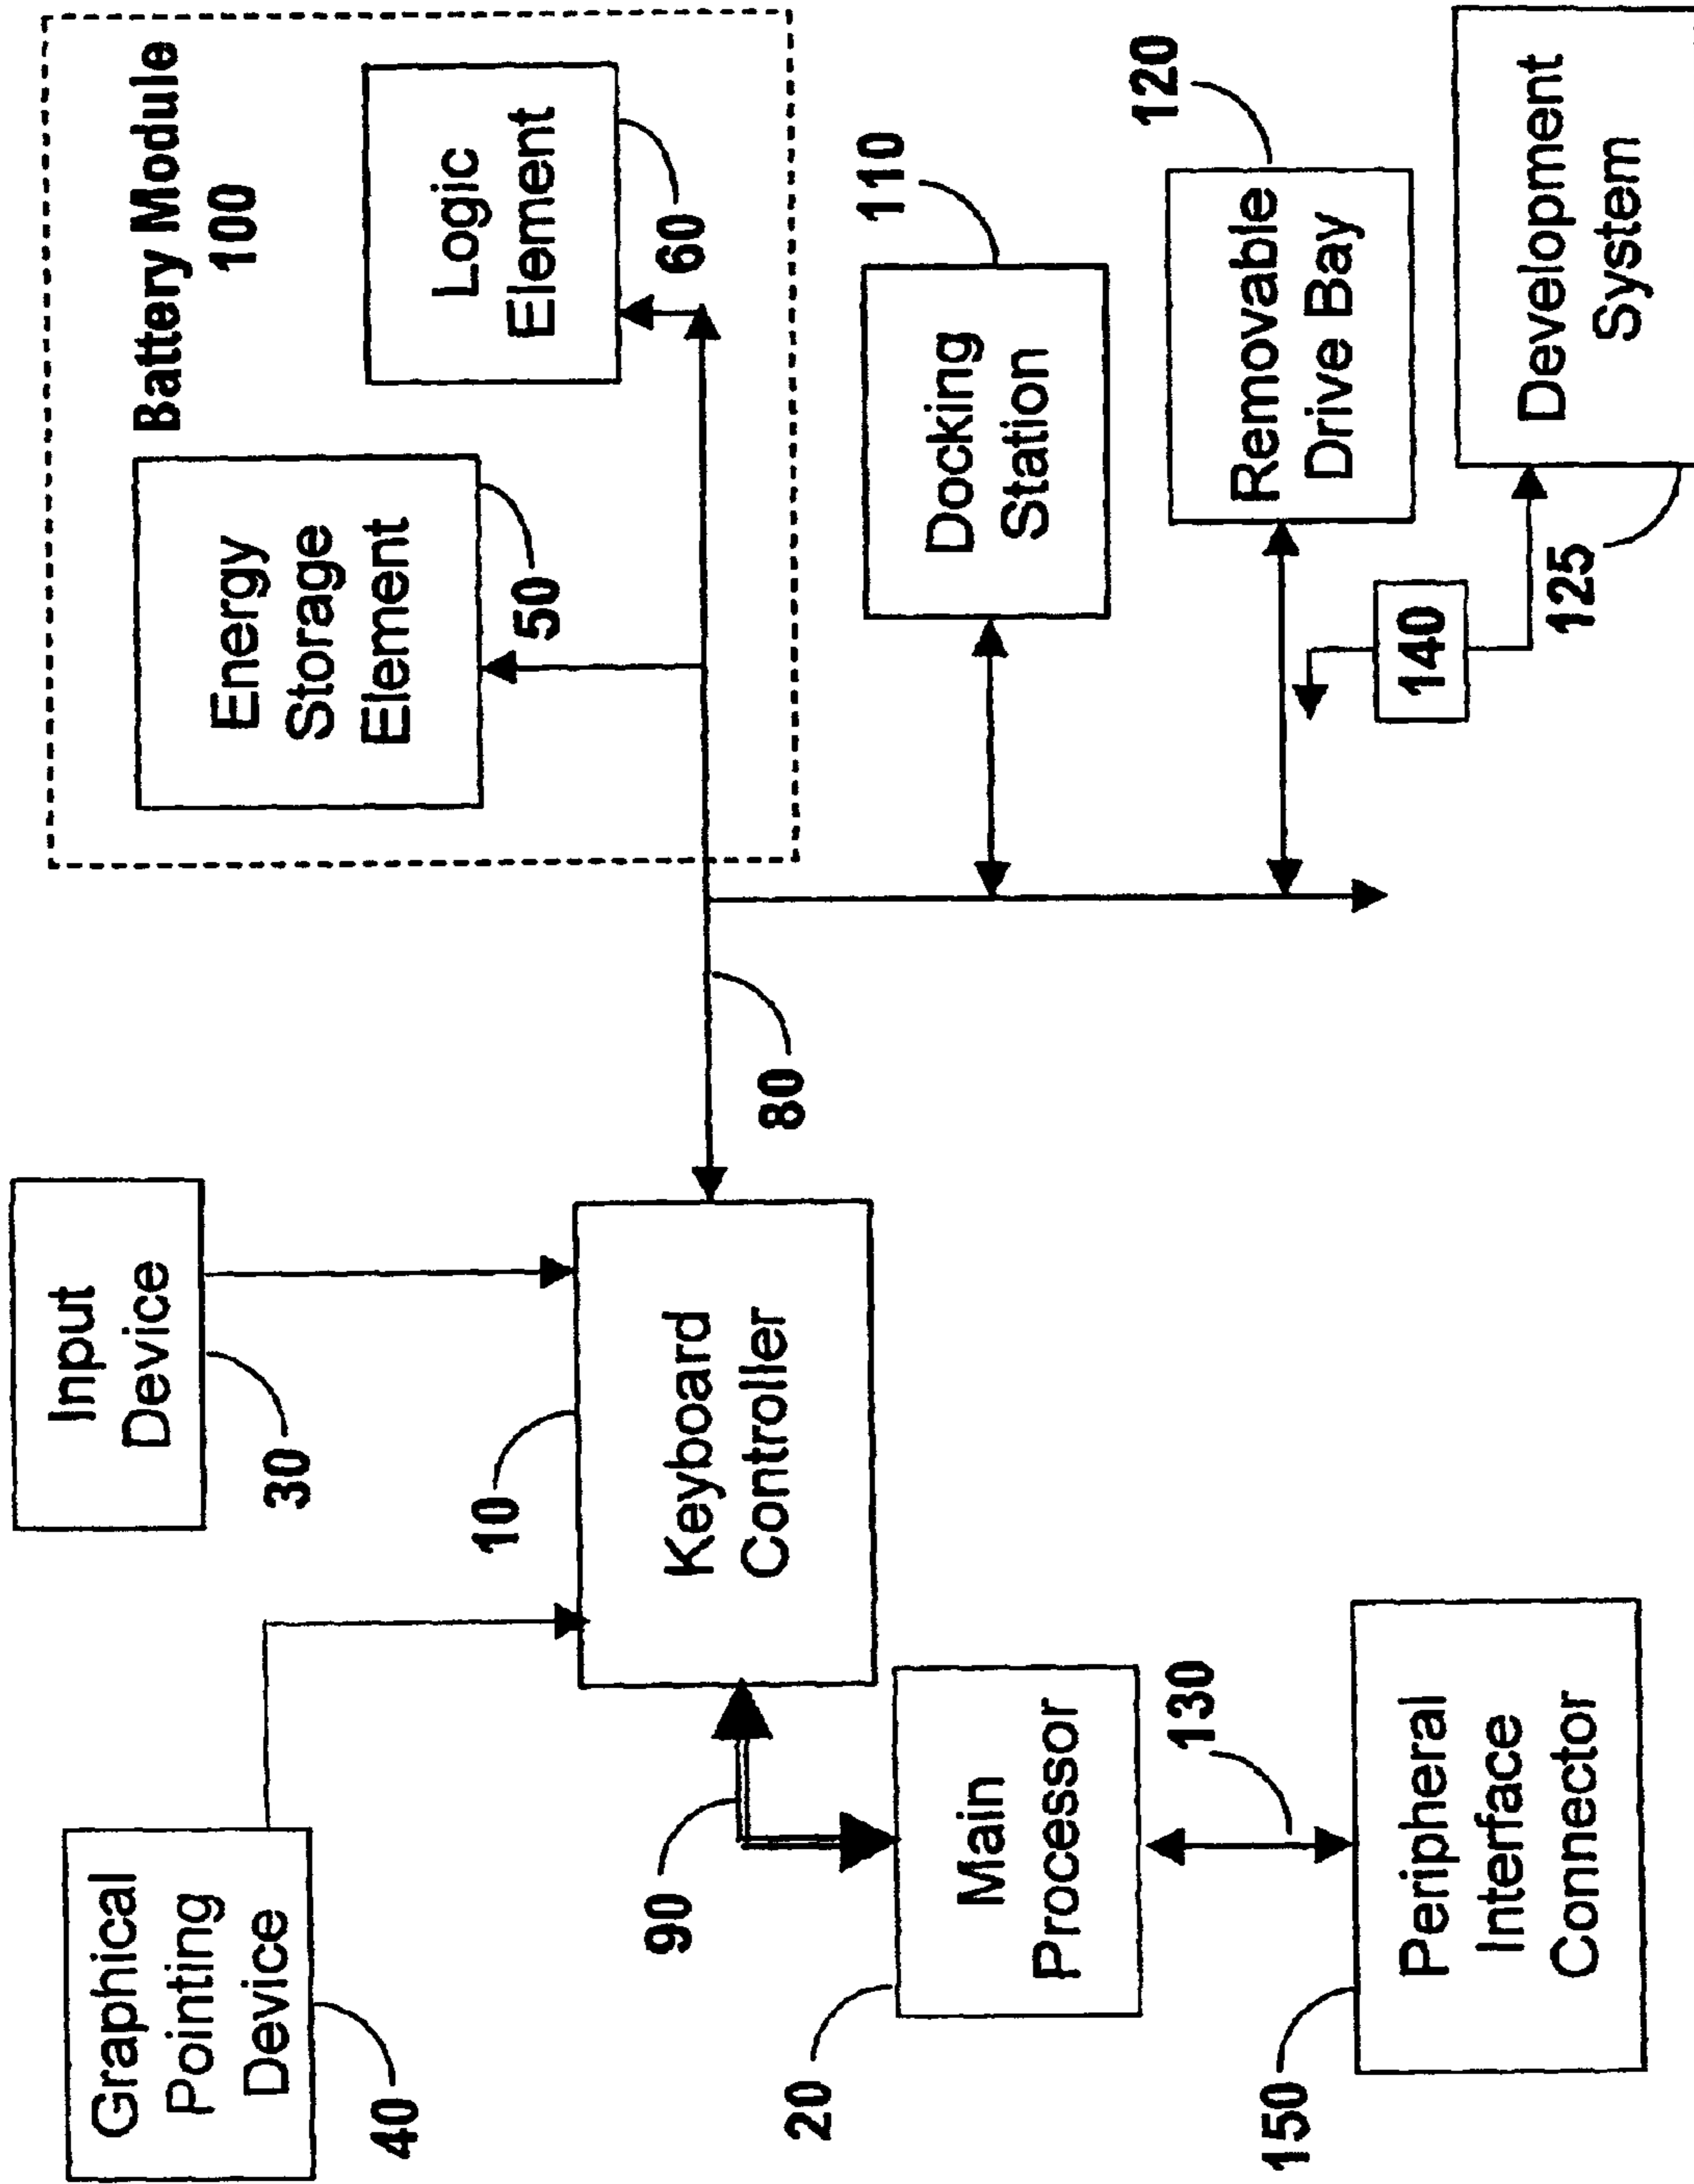 Graphical
Pointing
Device
40
Input
Device
30
Battery Module
100
Energy
Storage
Element
50
Logic
Element
60
10
Keyboard
Controller
90
80
20
Main
Processor
130
150
Peripheral
Interface
Connector
Docking
Station
110
Removable
Drive Bay
120
140
125
Development
System